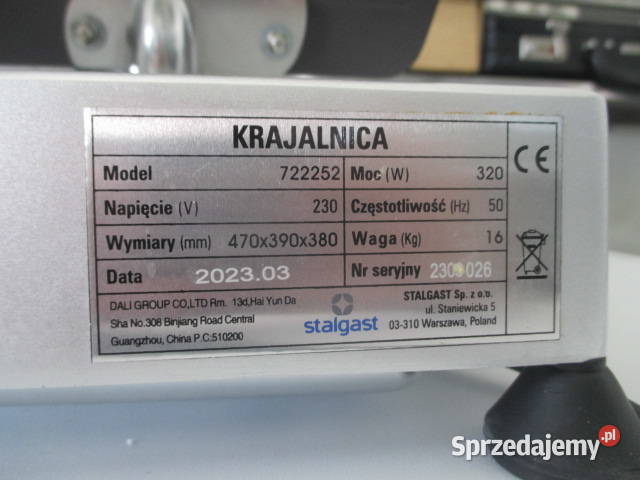 KRAJALNICA
Model 722252 Moc (W) 320
Napięcie (V) 230 Częstotliwość (Hz) 50
Wymiary (mm) 470x390x380 Waga (Kg) 16
Data 2023.03 Nr seryjny
DALI GROUP CO,LTD Rm. 13d,Hai Yun Da
Sha No.308 Binjiang Road Central
Guangzhou, China P.C:510200
stalgast
STALGAST Sp. z o.o.
ul. Staniewicka 5
03-310 Warszawa, Poland
CE
Sprzedajemy.pl